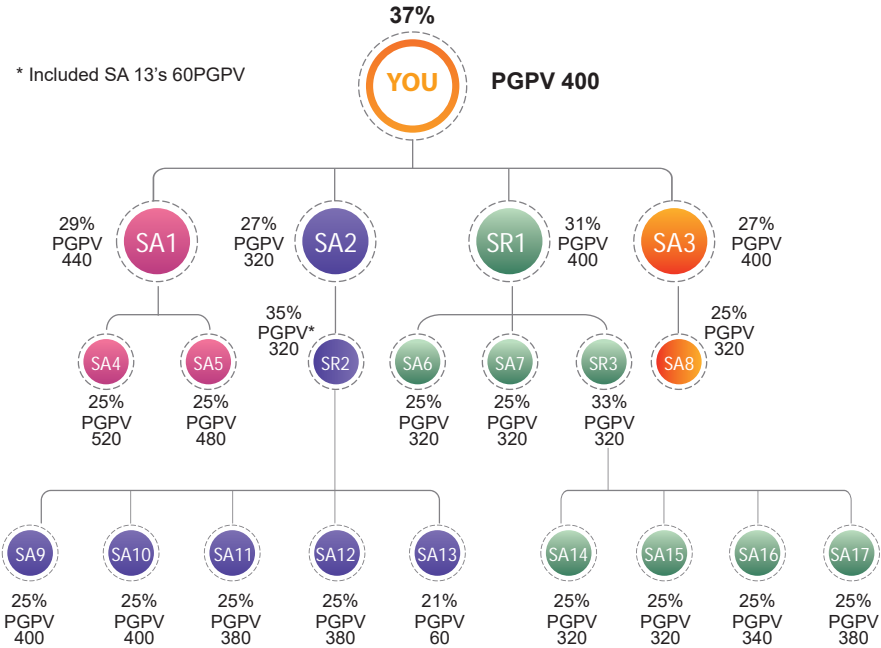 37%
* Included SA 13's 60PGPV
YOU
PGPV 400
29%
PGPV
440
SA1
27%
PGPV
320
SA2
SR1
31%
PGPV
400
SA3
27%
PGPV
400
SA4
25%
PGPV
520
SA5
25%
PGPV
480
35%
PGPV*
320
SR2
SA6
25%
PGPV
320
SA7
25%
PGPV
320
SR3
33%
PGPV
320
SA8
25%
PGPV
320
SA9
25%
PGPV
400
SA10
25%
PGPV
400
SA11
25%
PGPV
380
SA12
25%
PGPV
380
SA13
21%
PGPV
60
SA14
25%
PGPV
320
SA15
25%
PGPV
320
SA16
25%
PGPV
340
SA17
25%
PGPV
380